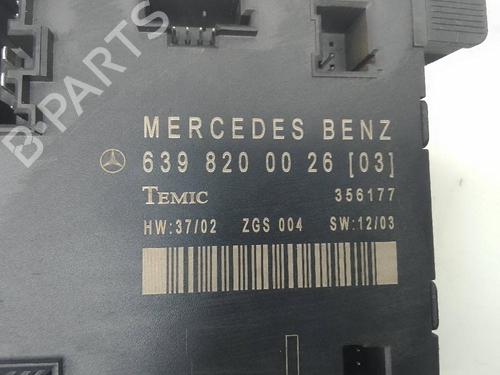 B-PARTS
MERCEDES BENZ
639 820 00 26 [03]
TEMIC 356177
HW:37/02 ZGS 004 SW:12/03